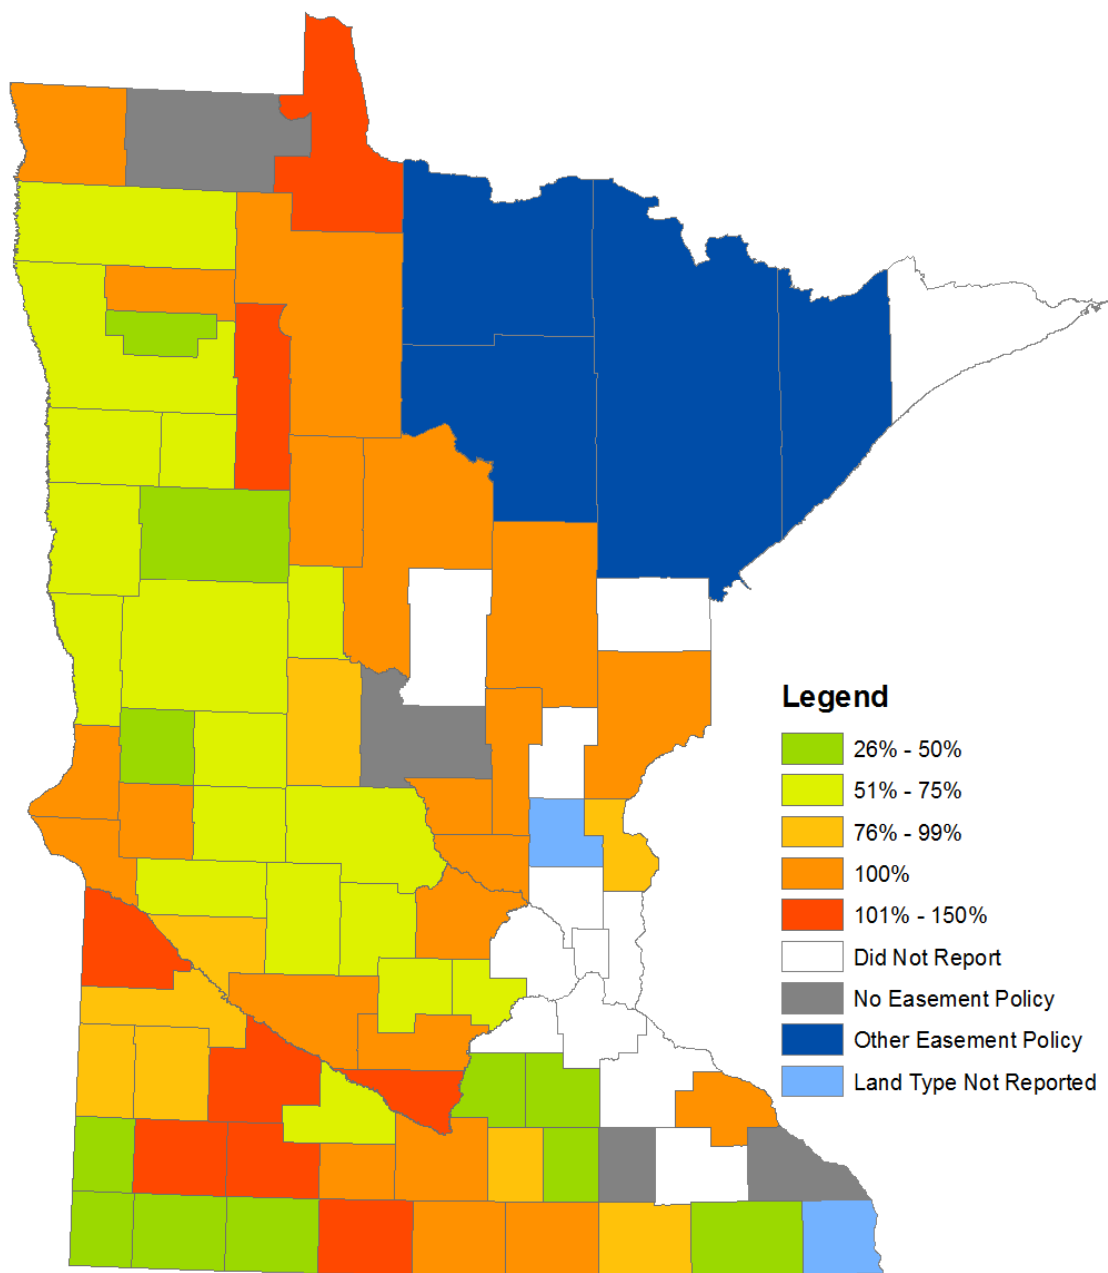 Legend
26% - 50%
51% - 75%
76% - 99%
100%
101% - 150%
Did Not Report
No Easement Policy
Other Easement Policy
Land Type Not Reported